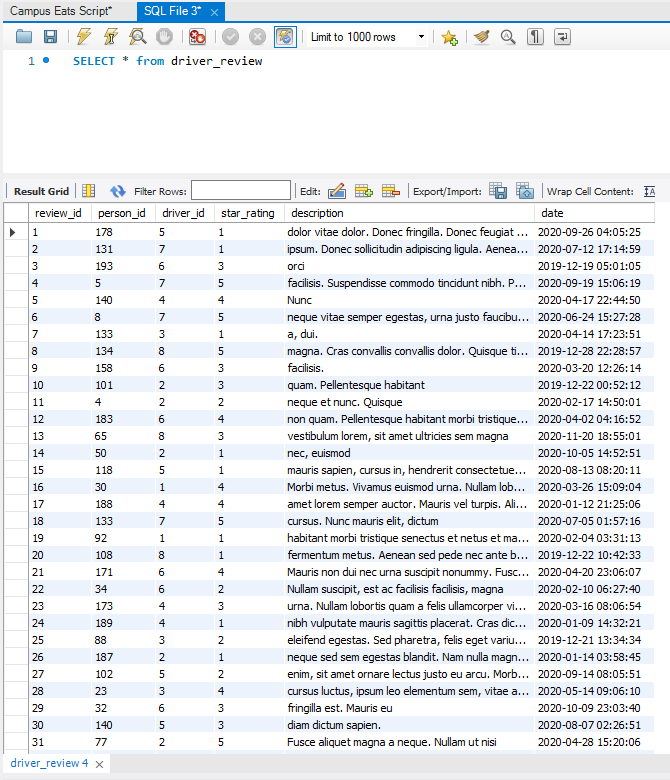 Campus Eats Script* SQL File 3*
Limit to 1000 rows
1 SELECT * from driver_review
Result Grid Filter Rows: Edit: Export/Import: Wrap Cell Content:
review_id person_id driver_id star_rating description date
1 178 5 1 dolor vitae dolor. Donec fringilla. Donec feugiat ... 2020-09-26 04:05:25
2 131 7 1 ipsum. Donec sollicitudin adipiscing ligula. Aenea... 2020-07-12 17:14:59
3 193 6 3 orci 2019-12-19 05:01:05
4 5 7 5 facilisis. Suspendisse commodo tincidunt nibh. P... 2020-09-19 15:06:19
5 140 4 4 Nunc 2020-04-17 22:44:50
6 8 7 5 neque vitae semper egestas, urna justo faucibu... 2020-06-24 15:27:28
7 133 3 1 a, dui. 2020-04-14 17:23:51
8 134 8 5 magna. Cras convallis convallis dolor. Quisque ti... 2019-12-28 22:28:57
9 158 6 3 facilisis. 2020-03-20 12:26:14
10 101 2 3 quam. Pellentesque habitant 2019-12-22 00:52:12
11 4 2 2 neque et nunc. Quisque 2020-02-17 14:50:01
12 183 6 4 non quam. Pellentesque habitant morbi tristique... 2020-04-02 04:16:52
13 65 8 3 vestibulum lorem, sit amet ultricies sem magna 2020-11-20 18:55:01
14 50 2 1 nec, euismod 2020-10-05 14:52:51
15 118 5 1 mauris sapien, cursus in, hendrerit consectetue... 2020-08-13 08:20:11
16 30 1 4 Morbi metus. Vivamus euismod urna. Nullam lob... 2020-03-26 15:09:04
17 188 4 4 amet lorem semper auctor. Mauris vel turpis. Ali... 2020-01-12 21:25:06
18 133 7 5 cursus. Nunc mauris elit, dictum 2020-07-05 01:57:16
19 92 1 1 habitant morbi tristique senectus et netus et ma... 2020-02-04 03:31:13
20 108 8 1 fermentum metus. Aenean sed pede nec ante b... 2019-12-22 10:42:33
21 171 6 4 Mauris non dui nec urna suscipit nonummy. Fusc... 2020-04-20 23:06:07
22 34 6 2 Nullam suscipit, est ac facilisis facilisis, magna 2020-02-10 06:27:40
23 173 4 3 urna. Nullam lobortis quam a felis ullamcorper vi... 2020-03-16 08:06:54
24 189 4 1 nibh vulputate mauris sagittis placerat. Cras dic... 2020-01-09 14:32:21
25 88 3 2 eleifend egestas. Sed pharetra, felis eget variu... 2019-12-21 13:34:34
26 187 2 1 neque sed sem egestas blandit. Nam nulla magn... 2020-01-14 03:58:45
27 102 5 2 enim, sit amet ornare lectus justo eu arcu. Morb... 2020-09-14 08:05:51
28 23 3 4 cursus luctus, ipsum leo elementum sem, vitae a... 2020-05-14 09:06:10
29 32 6 3 fringilla est. Mauris eu 2020-10-09 23:03:40
30 140 5 3 diam dictum sapien. 2020-08-07 02:26:51
31 77 2 5 Fusce aliquet magna a neque. Nullam ut nisi 2020-04-28 15:20:06
driver_review 4